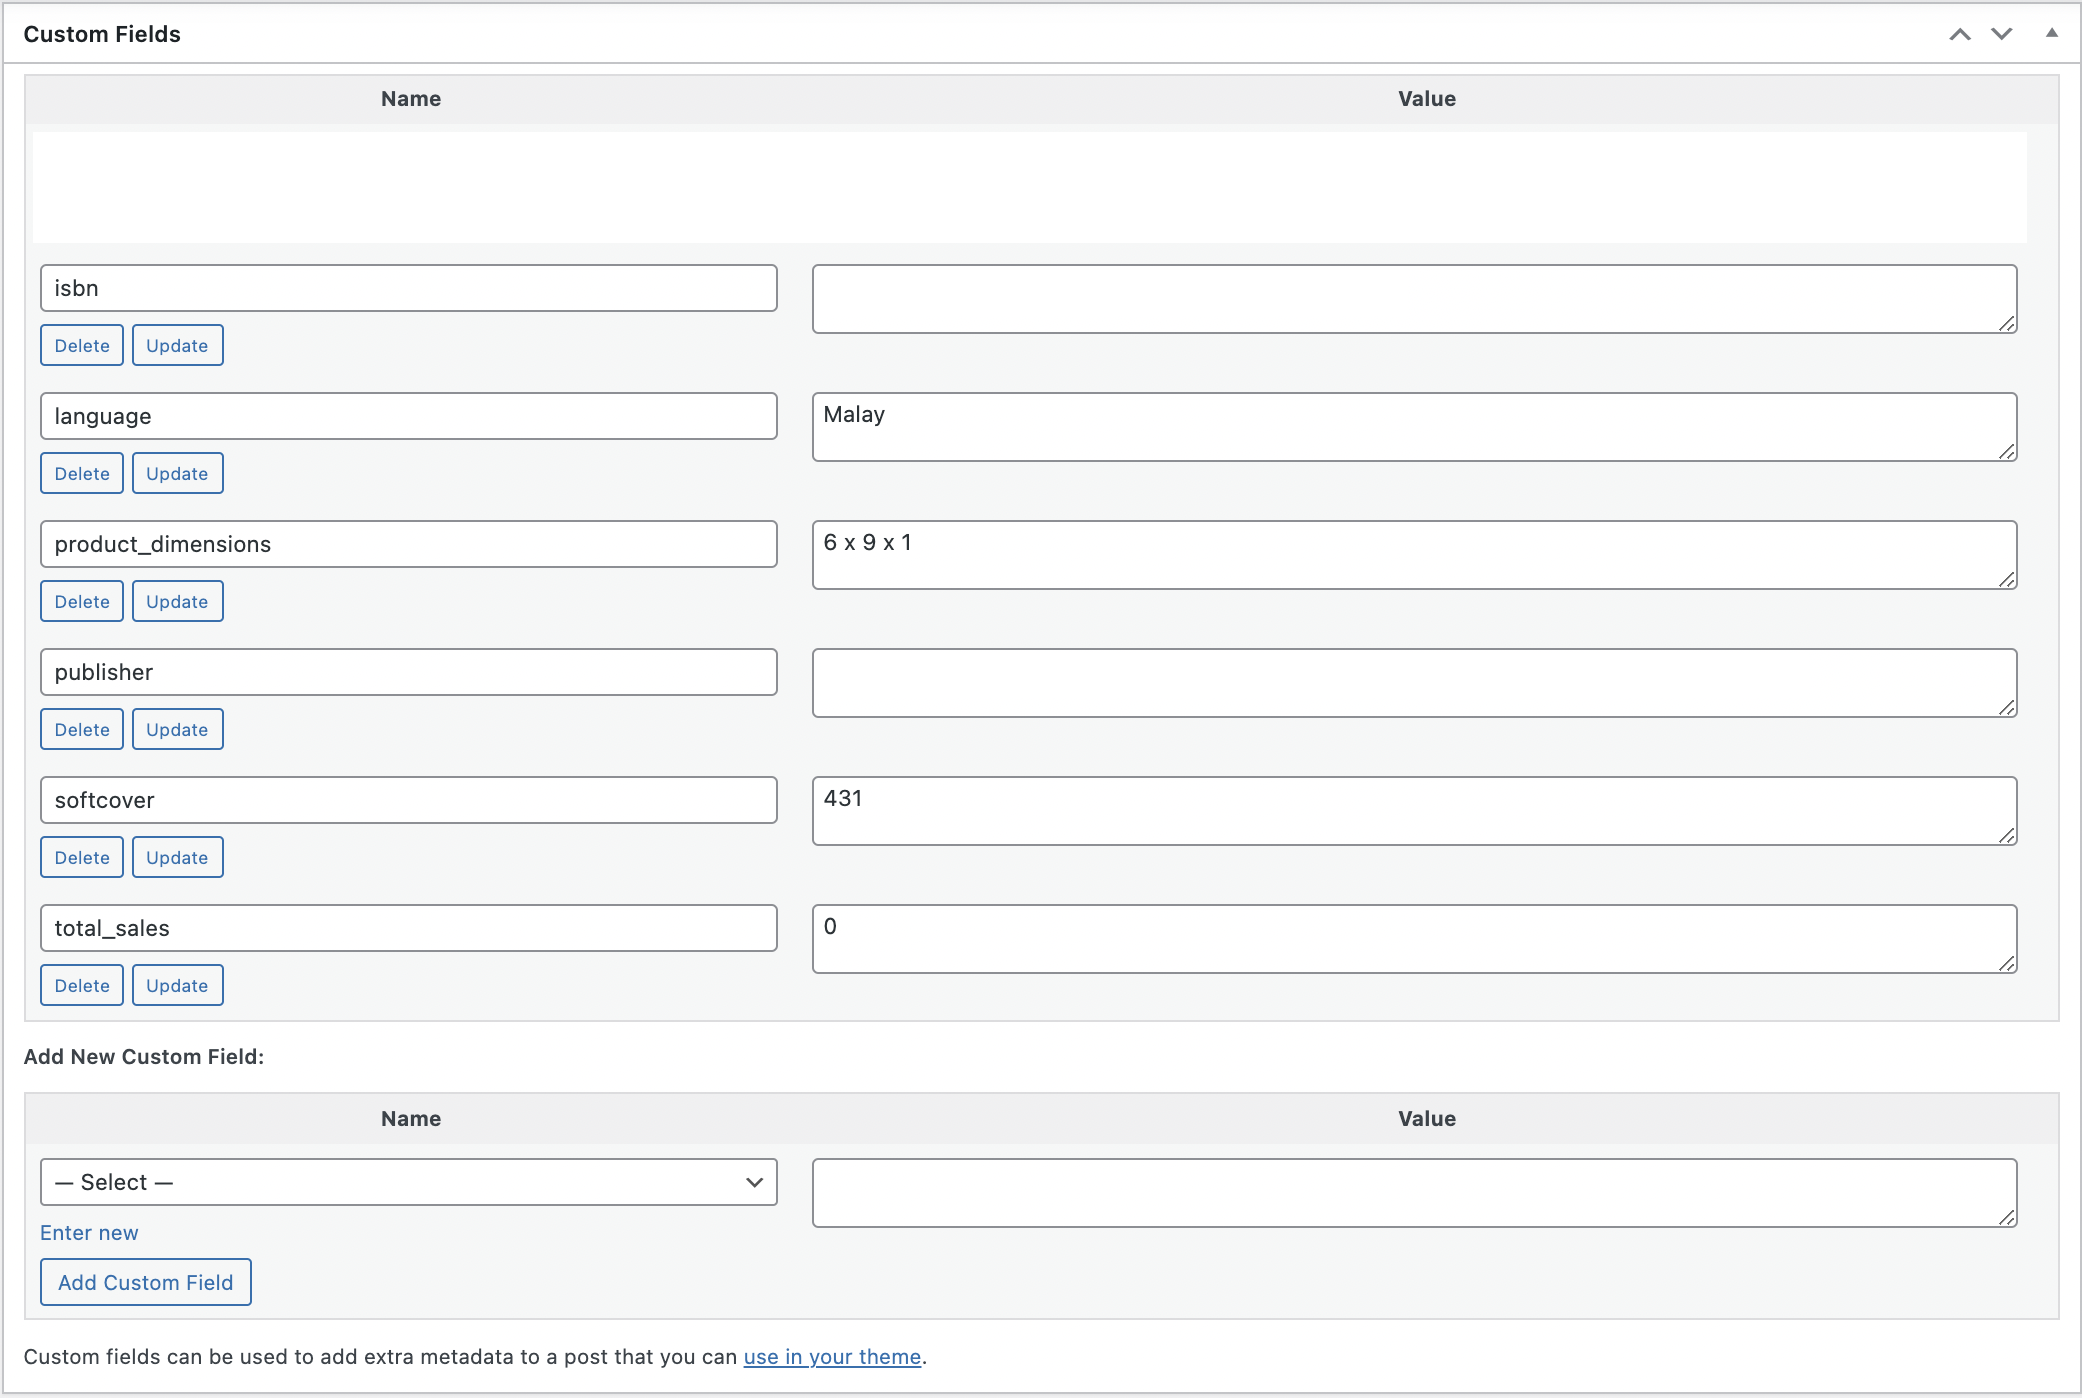 Custom Fields
Name Value
isbn
Delete Update
language Malay
Delete Update
product_dimensions 6 x 9 x 1
Delete Update
publisher
Delete Update
softcover 431
Delete Update
total_sales 0
Delete Update
Add New Custom Field:
Name Value
— Select —
Enter new
Add Custom Field
Custom fields can be used to add extra metadata to a post that you can use in your theme.